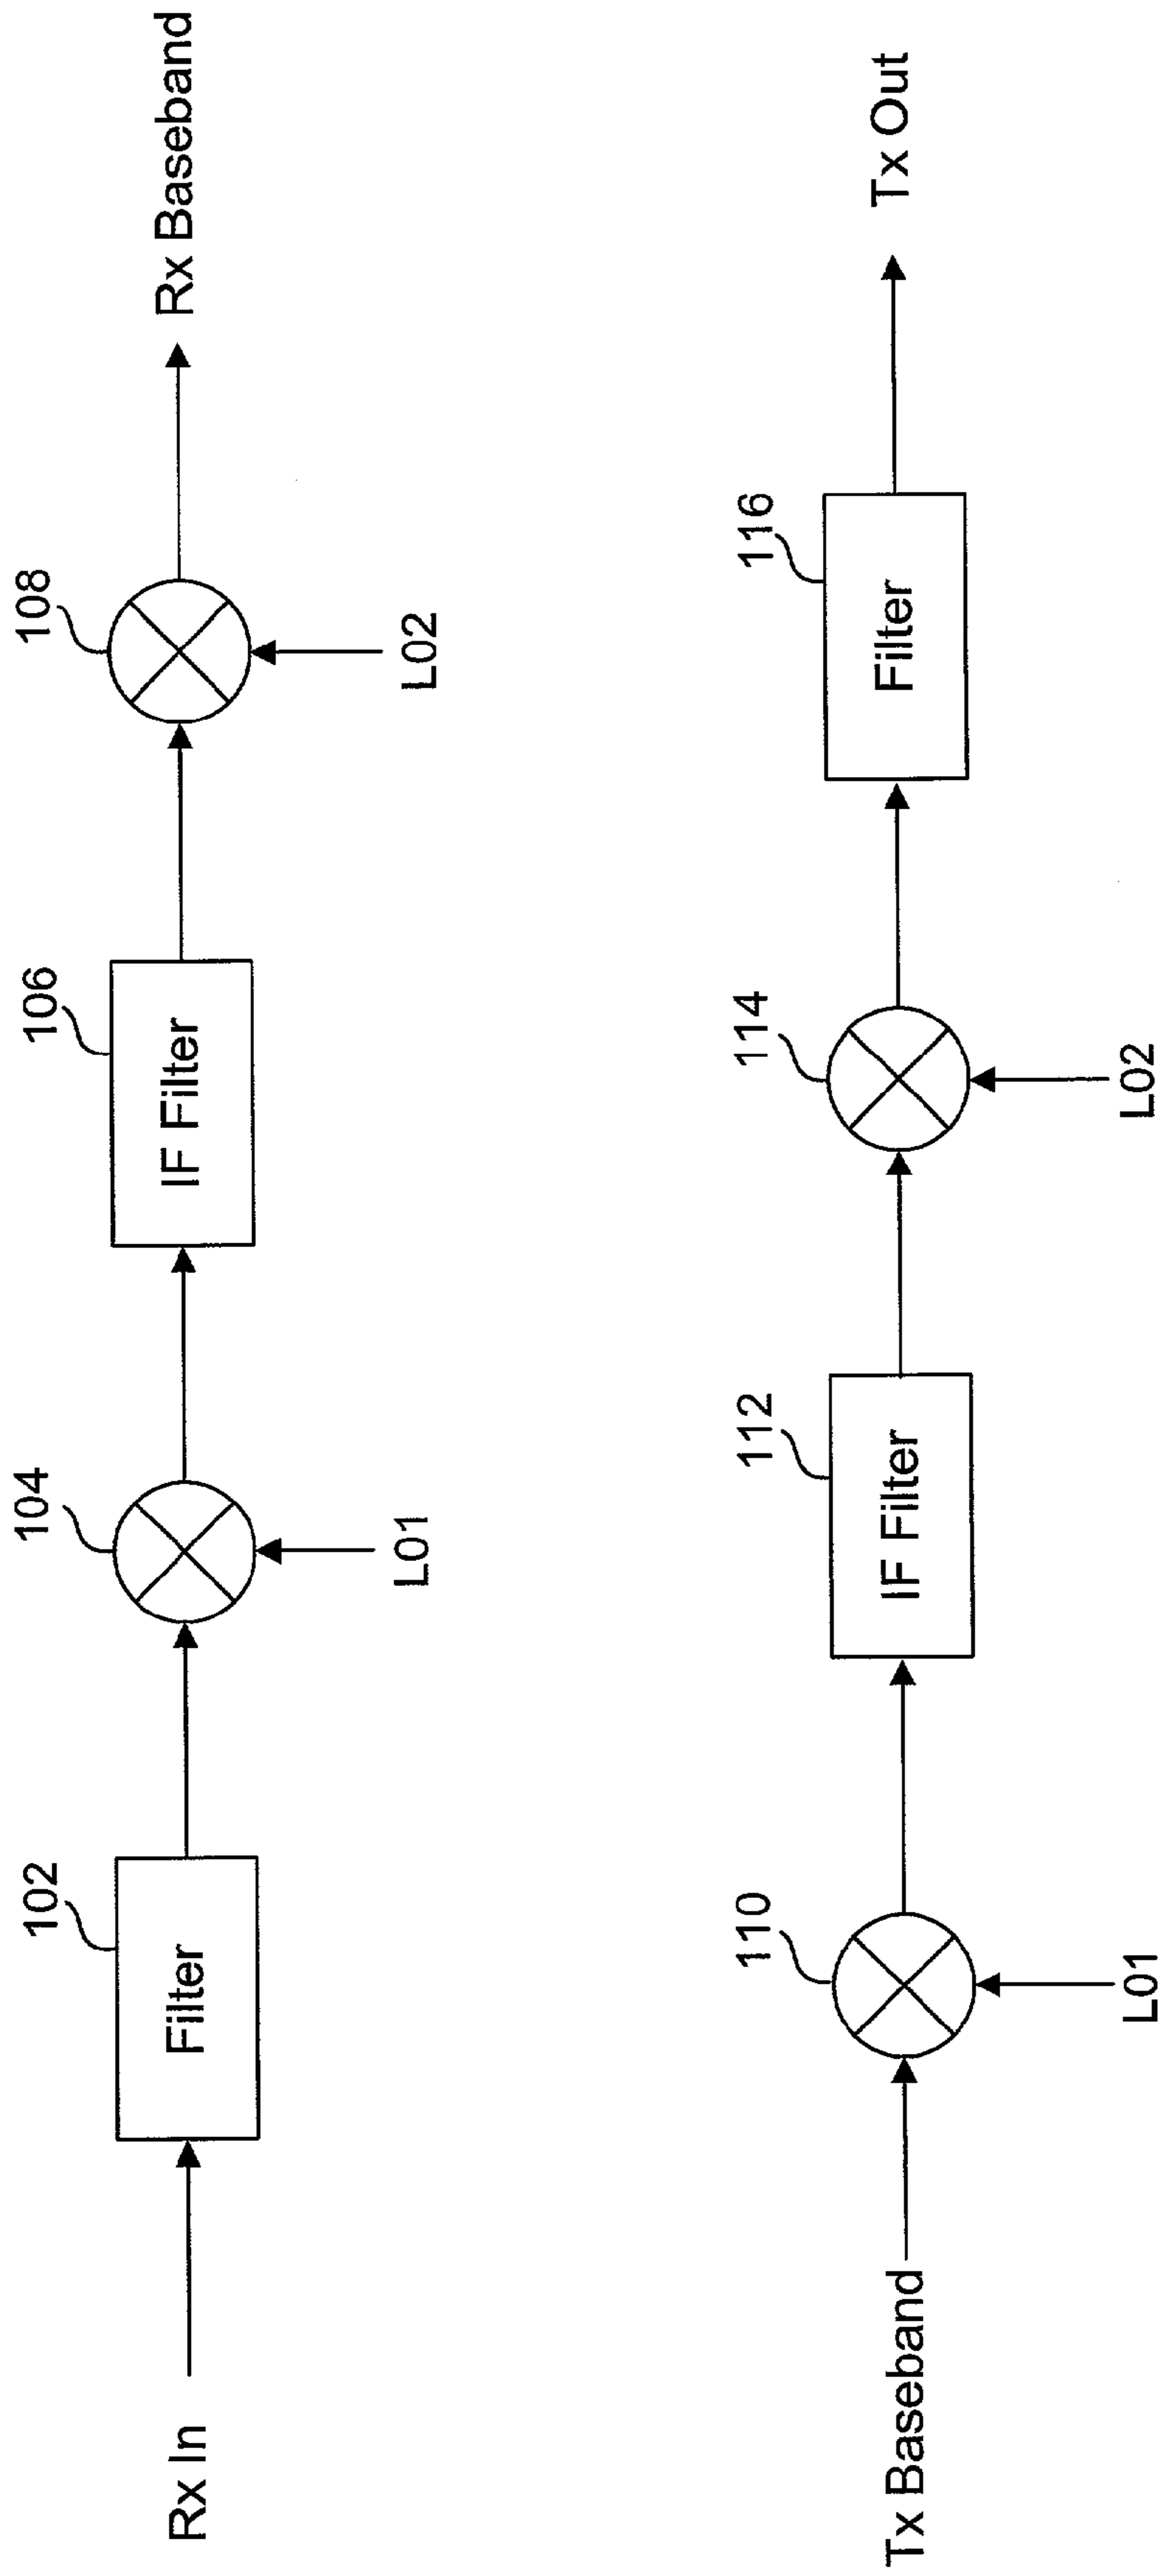 102
104
106
108
Rx In
Filter
IF Filter
Rx Baseband
L01
L02
110
112
114
116
Tx Baseband
IF Filter
Filter
Tx Out
L01
L02